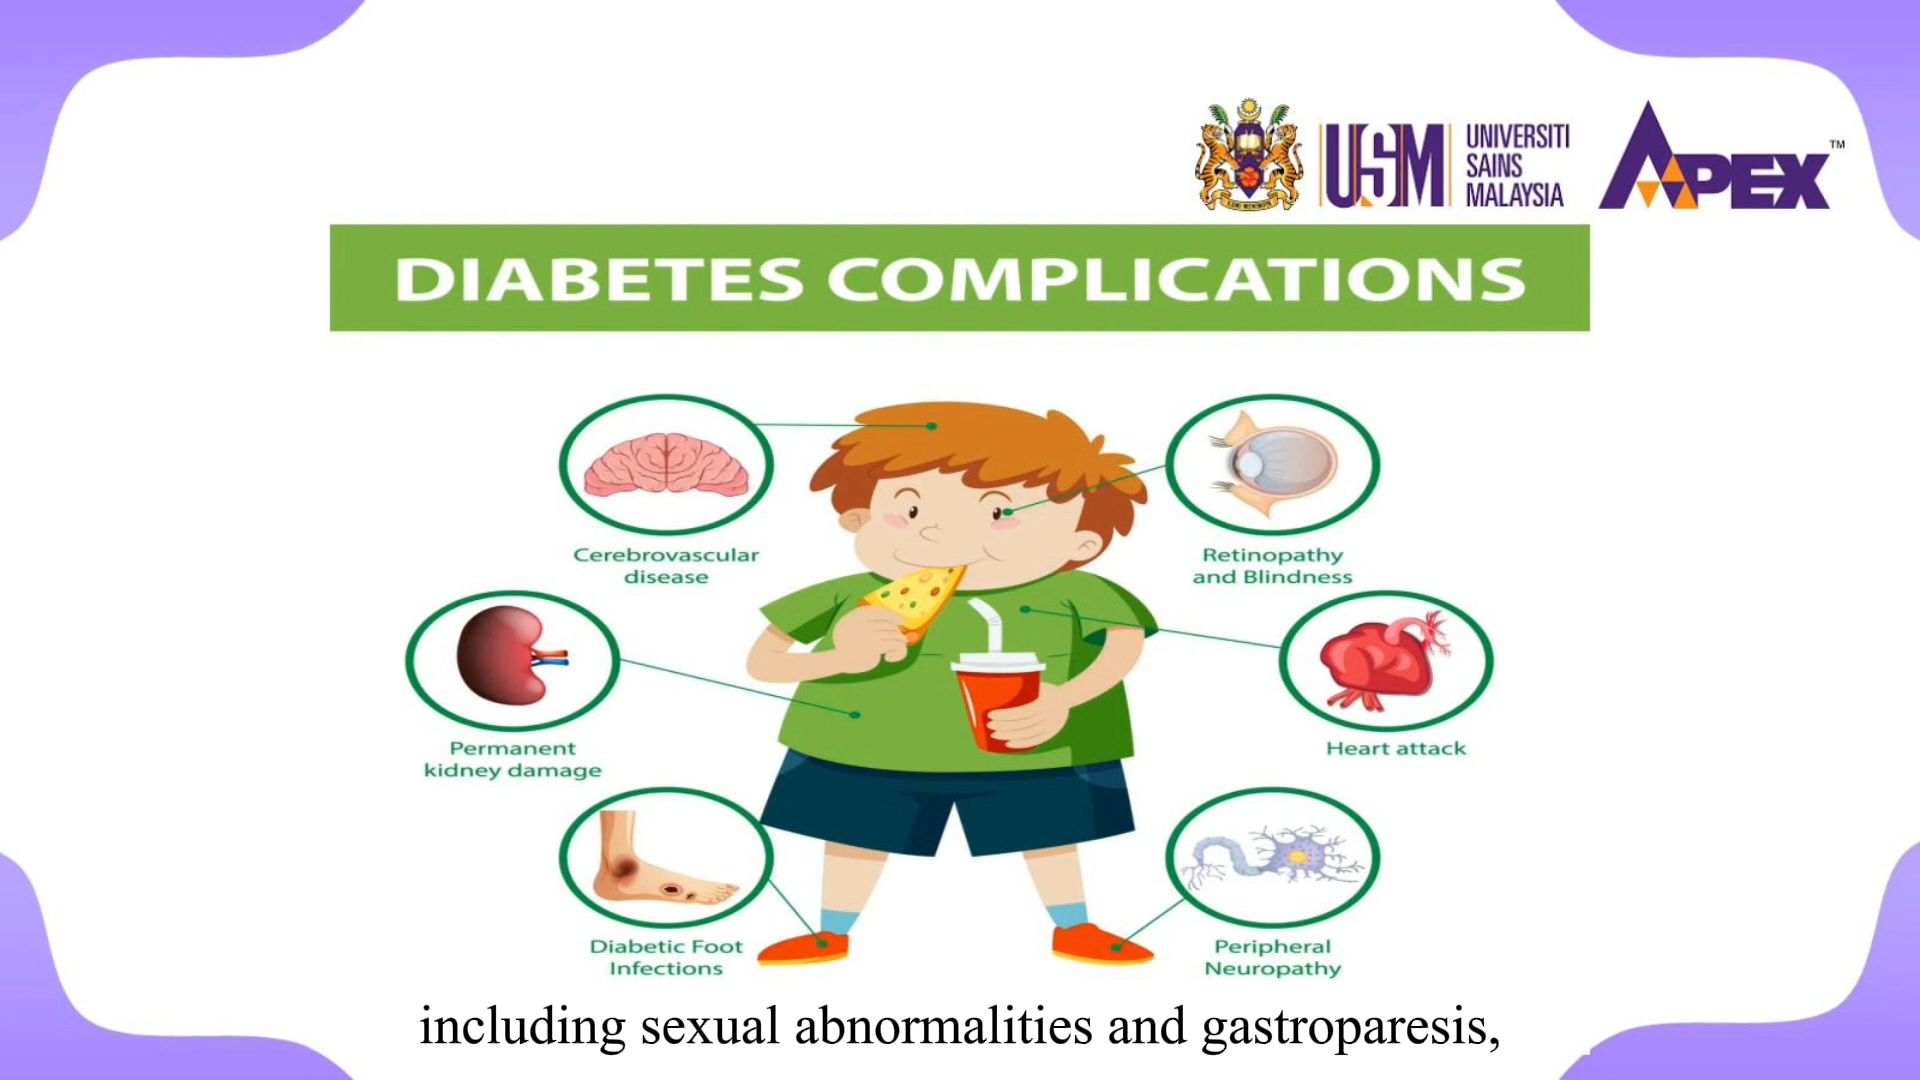 USM
UNIVERSITI
SAINS
MALAYSIA
APEX™
DIABETES COMPLICATIONS
Cerebrovascular
disease
Retinopathy
and Blindness
Permanent
kidney damage
Heart attack
Diabetic Foot
Infections
Peripheral
Neuropathy
including sexual abnormalities and gastroparesis,